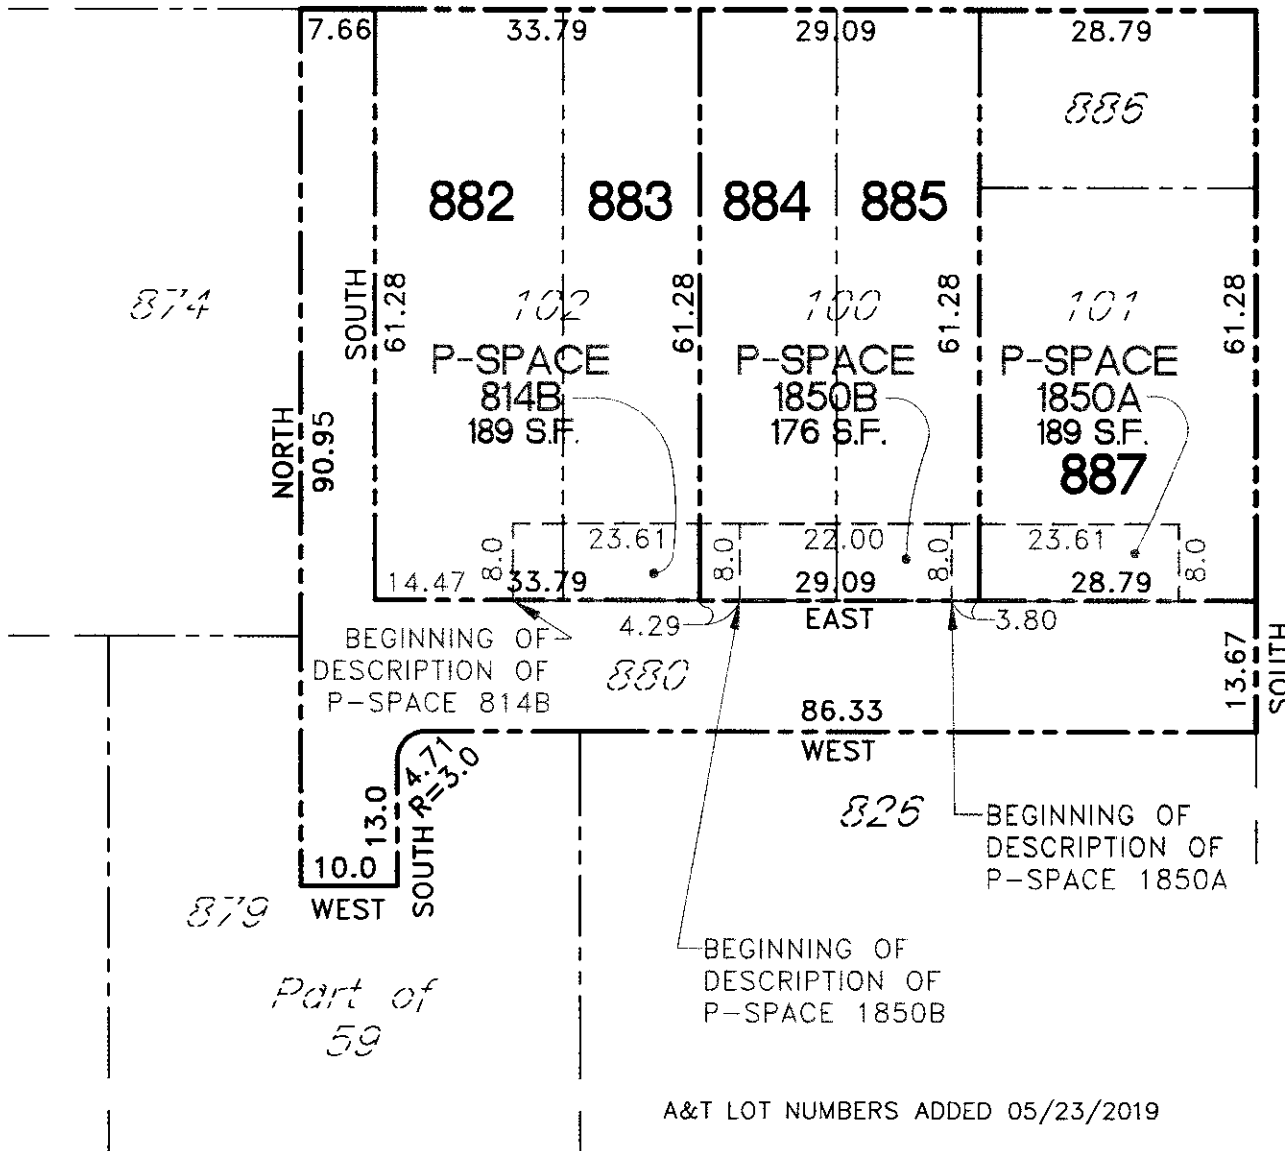 7.66
33.79
29.09
28.79
886
882
883
884
885
874
SOUTH
61.28
102
61.28
100
61.28
101
61.28
P-SPACE
814B
189 S.F.
P-SPACE
1850B
176 S.F.
P-SPACE
1850A
189 S.F.
887
NORTH
90.95
8.0
23.61
8.0
22.00
8.0
23.61
8.0
14.47
33.79
29.09
28.79
EAST
4.29
3.80
BEGINNING OF
DESCRIPTION OF
P-SPACE 814B
880
13.67
SOUTH
86.33
WEST
4.71
R=3.0
13.0
SOUTH
10.0
WEST
826
BEGINNING OF
DESCRIPTION OF
P-SPACE 1850A
879
BEGINNING OF
DESCRIPTION OF
P-SPACE 1850B
Part of
59
A&T LOT NUMBERS ADDED 05/23/2019